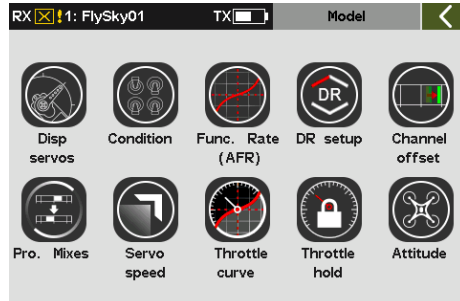 RX !1: FlySky01 TX Model
DR
Disp Condition Func. Rate DR setup Channel
servos (AFR) offset
Pro. Mixes Servo Throttle Throttle Attitude
speed curve hold